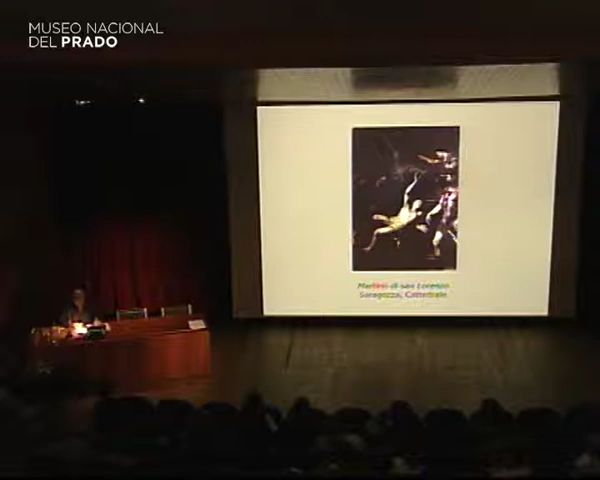 MUSEO NACIONAL
DEL PRADO
Martirio di san Lorenzo
Saragozza, Cattedrale